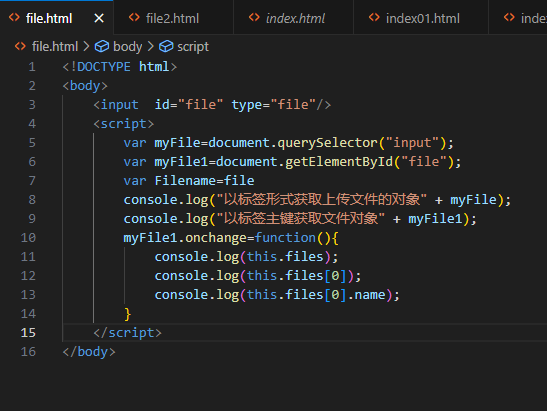 file.html × file2.html index.html index01.html inde
file.html > body > script
1 <!DOCTYPE html>
2 <body>
3 <input  id="file" type="file"/>
4 <script>
5 var myFile=document.querySelector("input");
6 var myFile1=document.getElementById("file");
7 var Filename=file
8 console.log("以标签形式获取上传文件的对象" + myFile);
9 console.log("以标签主键获取文件对象" + myFile1);
10 myFile1.onchange=function(){
11 console.log(this.files);
12 console.log(this.files[0]);
13 console.log(this.files[0].name);
14 }
15 </script>
16 </body>